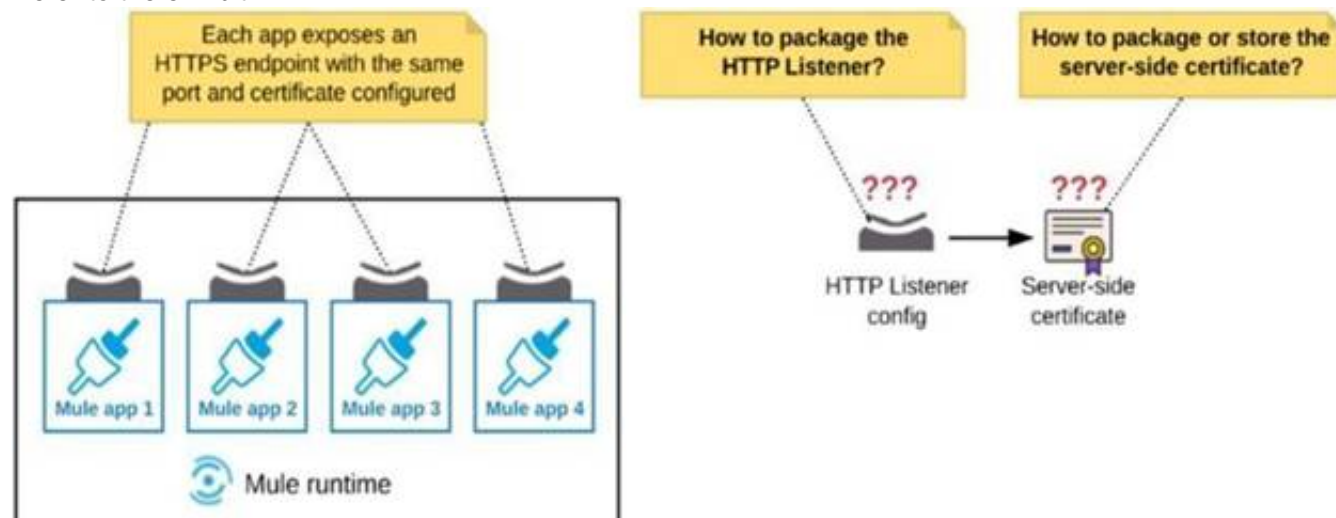 Each app exposes an
HTTPS endpoint with the same
port and certificate configured
How to package the
HTTP Listener?
How to package or store the
server-side certificate?
???
???
HTTP Listener
config
Server-side
certificate
Mule app 1
Mule app 2
Mule app 3
Mule app 4
Mule runtime